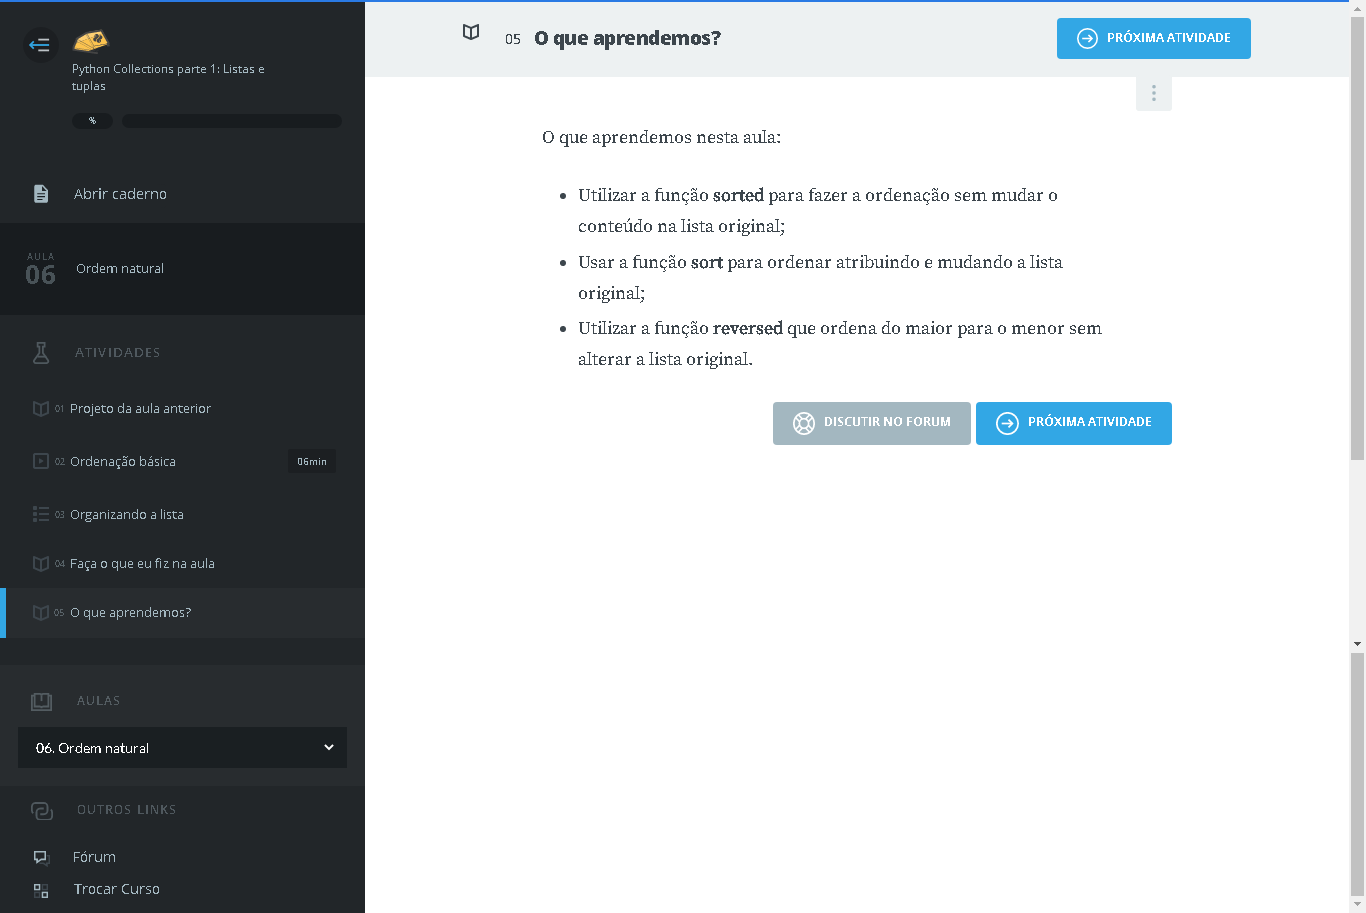 Python Collections parte 1: Listas e
tuplas
%
Abrir caderno
AULA
06
Ordem natural
ATIVIDADES
01 Projeto da aula anterior
02 Ordenação básica 06min
03 Organizando a lista
04 Faça o que eu fiz na aula
05 O que aprendemos?
AULAS
06. Ordem natural
OUTROS LINKS
Fórum
Trocar Curso
05 O que aprendemos?
PRÓXIMA ATIVIDADE
O que aprendemos nesta aula:
• Utilizar a função sorted para fazer a ordenação sem mudar o
conteúdo na lista original;
• Usar a função sort para ordenar atribuindo e mudando a lista
original;
• Utilizar a função reversed que ordena do maior para o menor sem
alterar a lista original.
DISCUTIR NO FORUM PRÓXIMA ATIVIDADE